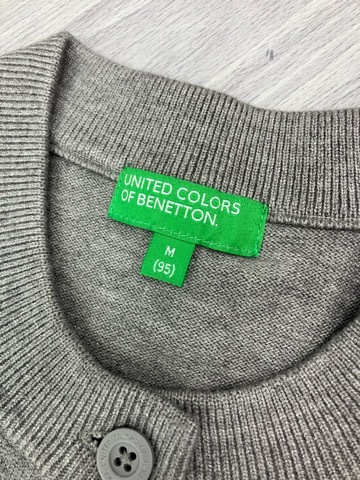 UNITED COLORS
OF BENETTON.
M
(95)